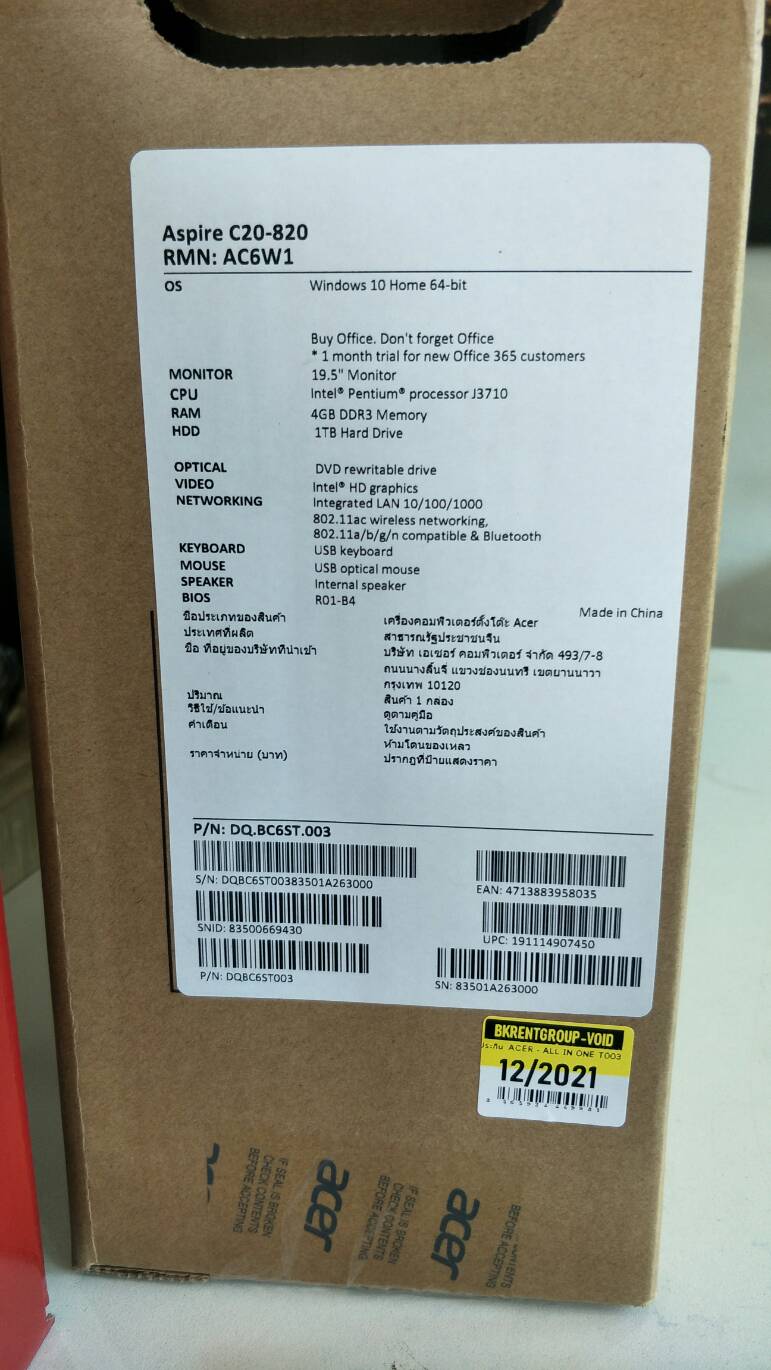 Aspire C20-820
RMN: AC6W1
OS Windows 10 Home 64-bit
Buy Office. Don't forget Office
* 1 month trial for new Office 365 customers
MONITOR 19.5" Monitor
CPU Intel® Pentium® processor J3710
RAM 4GB DDR3 Memory
HDD 1TB Hard Drive
OPTICAL DVD rewritable drive
VIDEO Intel® HD graphics
NETWORKING Integrated LAN 10/100/1000
802.11ac wireless networking,
802.11a/b/g/n compatible & Bluetooth
KEYBOARD USB keyboard
MOUSE USB optical mouse
SPEAKER Internal speaker
BIOS R01-B4
Made in China
ชื่อประเภทของสินค้า เครื่องคอมพิวเตอร์ตั้งโต๊ะ Acer
ประเทศที่ผลิต สาธารณรัฐประชาชนจีน
ชื่อ ที่อยู่ของบริษัทที่นำเข้า บริษัท เอเซอร์ คอมพิวเตอร์ จำกัด 493/7-8
ถนนนางลิ้นจี่ แขวงช่องนนทรี เขตยานนาวา
กรุงเทพ 10120
ปริมาณ สินค้า 1 กล่อง
วิธีใช้/ข้อแนะนำ ดูตามคู่มือ
คำเตือน ใช้งานตามวัตถุประสงค์ของสินค้า
ห้ามโดนของเหลว
ราคาจำหน่าย (บาท) ปรากฏที่ป้ายแสดงราคา
P/N: DQ.BC6ST.003
S/N: DQBC6ST00383501A263000
EAN: 4713883958035
SNID: 83500669430
UPC: 191114907450
P/N: DQBC6ST003
SN: 83501A263000
BKRENTGROUP-VOID
ประกัน ACER - ALL IN ONE T003
12/2021
acer
IF SEAL IS BROKEN
CHECK CONTENTS
BEFORE ACCEPTING
acer
IF SEAL IS BROKEN
CHECK CONTENTS
BEFORE ACCEPTING
BEFORE ACCEPTING